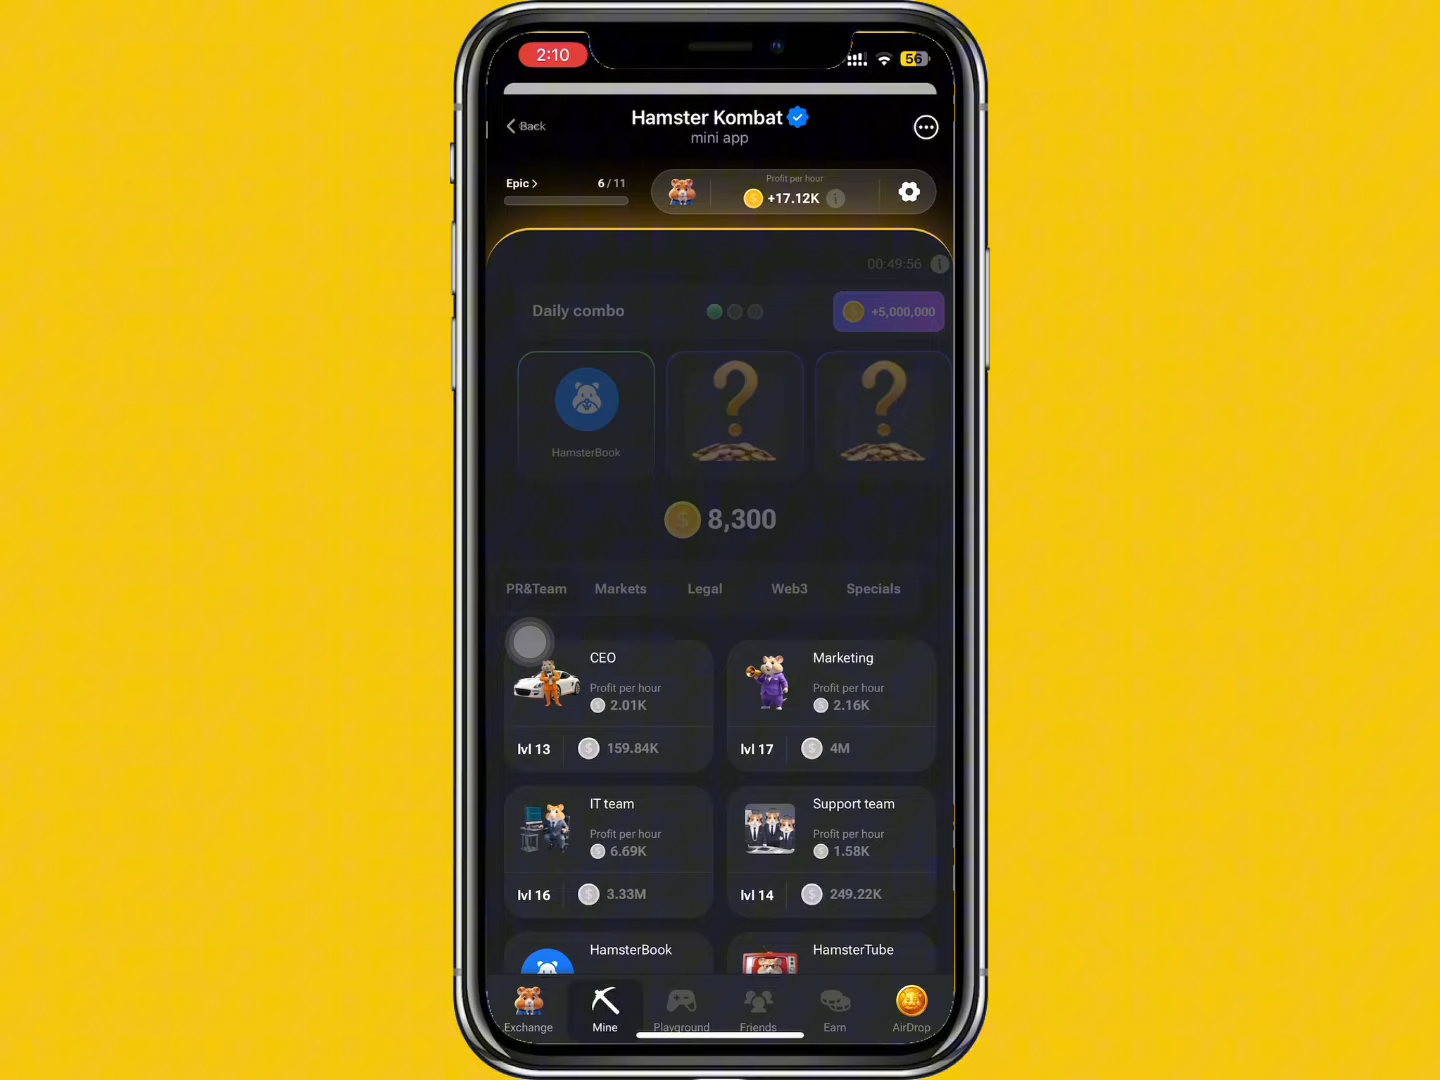 2:10
56
Back
Hamster Kombat
mini app
Epic >
6 / 11
Profit per hour
+17.12K
00:49:56
Daily combo
+5,000,000
HamsterBook
8,300
PR&Team Markets Legal Web3 Specials
CEO
Profit per hour
2.01K
lvl 13
159.84K
Marketing
Profit per hour
2.16K
lvl 17
4M
IT team
Profit per hour
6.69K
lvl 16
3.33M
Support team
Profit per hour
1.58K
lvl 14
249.22K
HamsterBook
HamsterTube
Exchange Mine Playground Friends Earn AirDrop